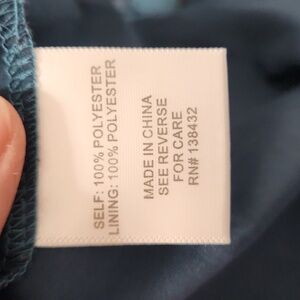 SELF: 100% POLYESTER
LINING: 100% POLYESTER
MADE IN CHINA
SEE REVERSE
FOR CARE
RN# 138432